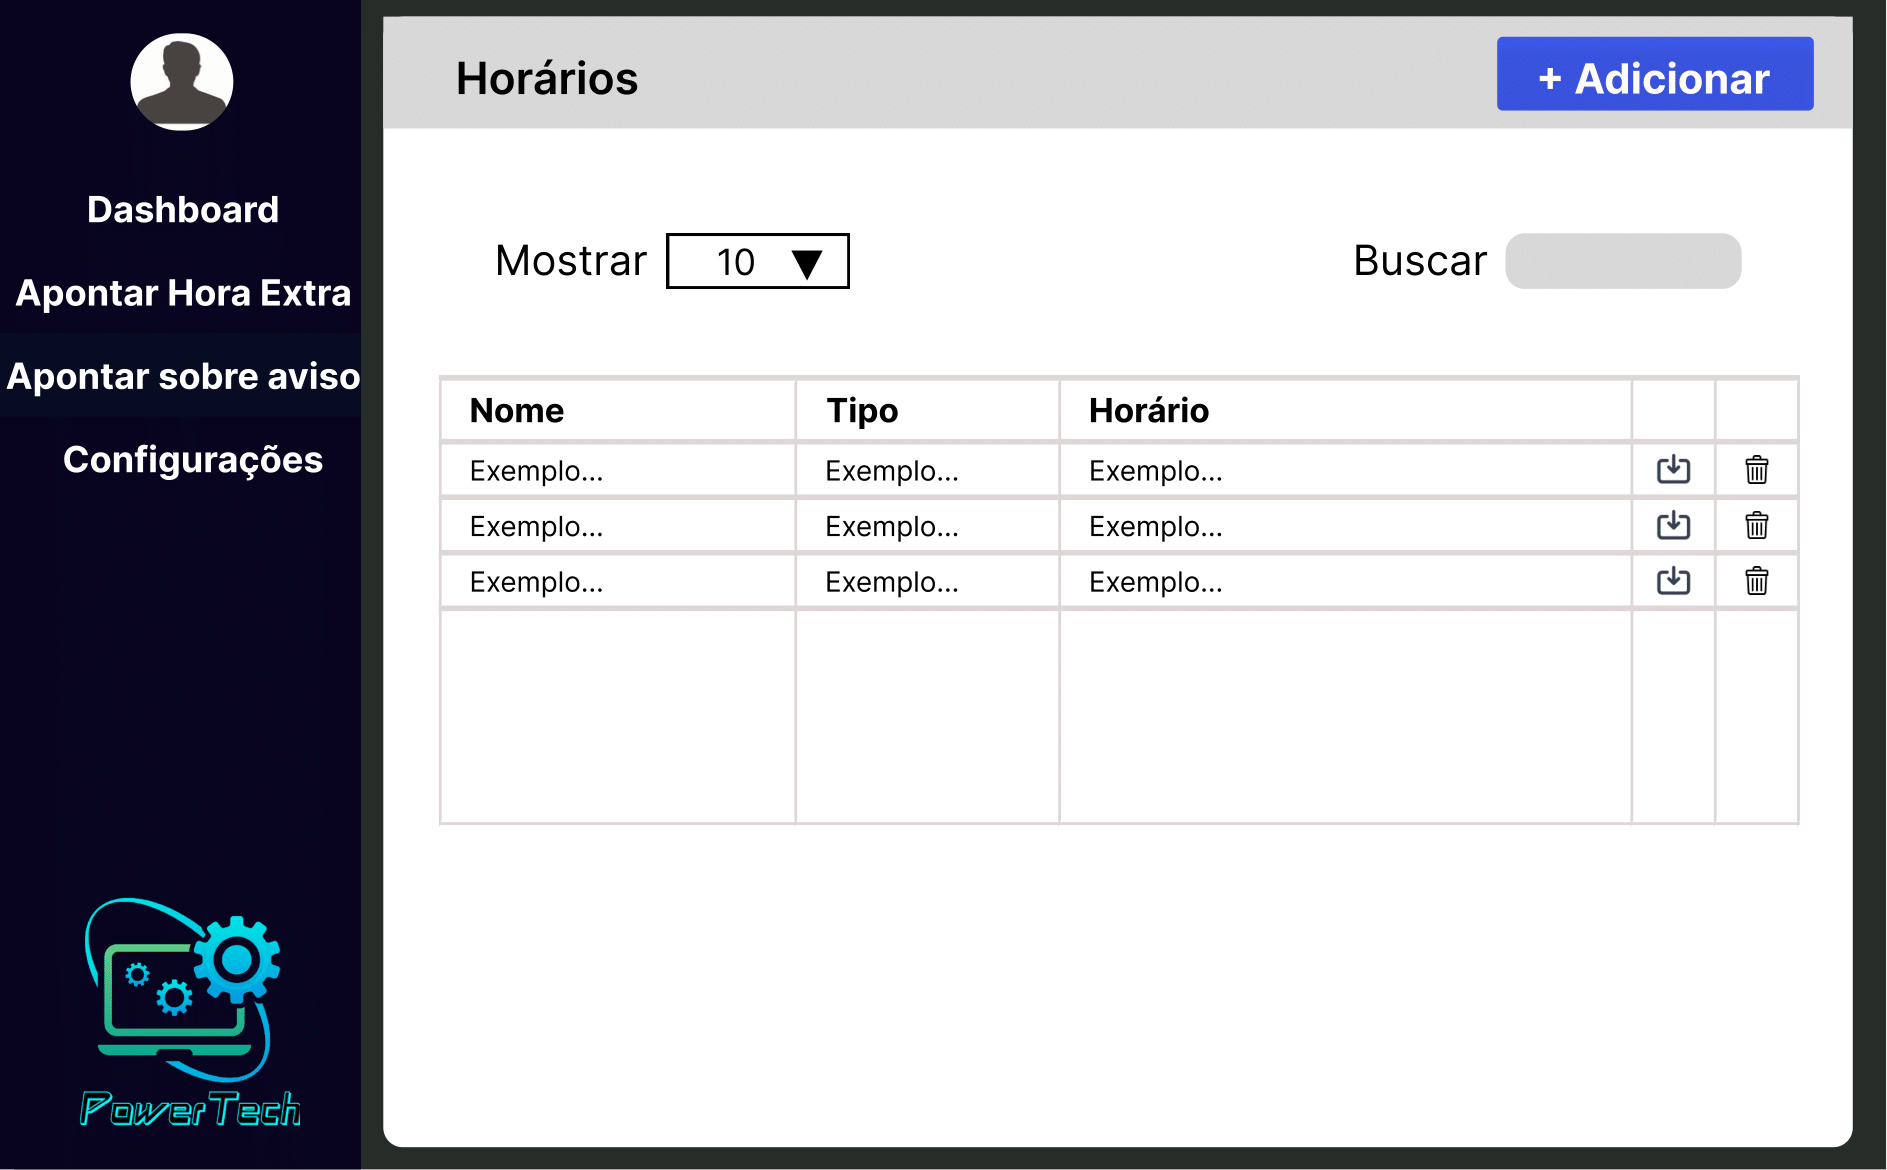 Dashboard
Apontar Hora Extra
Apontar sobre aviso
Configurações
PowerTech
Horários
+ Adicionar
Mostrar 10 ▼
Buscar
Nome Tipo Horário
Exemplo... Exemplo... Exemplo...
Exemplo... Exemplo... Exemplo...
Exemplo... Exemplo... Exemplo...